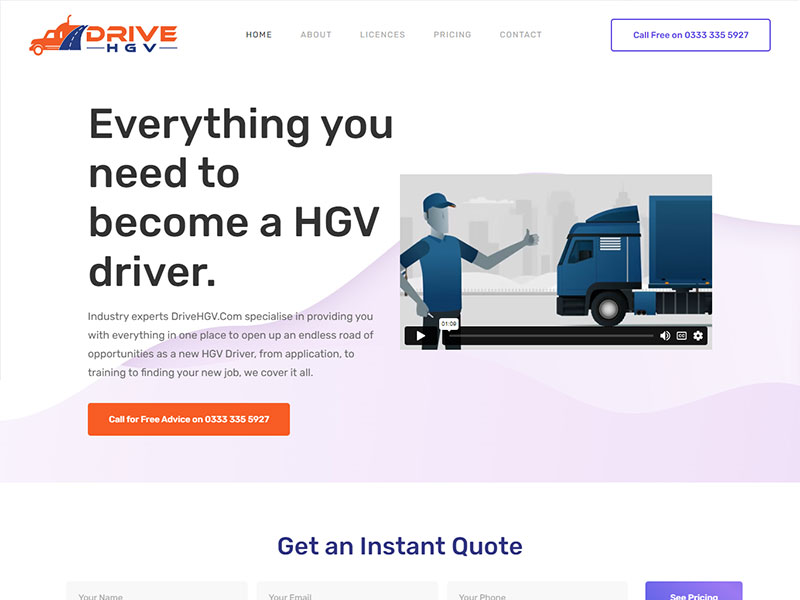 DRIVE
HGV
HOME ABOUT LICENCES PRICING CONTACT
Call Free on 0333 335 5927
Everything you
need to
become a HGV
driver.
Industry experts DriveHGV.Com specialise in providing you
with everything in one place to open up an endless road of
opportunities as a new HGV Driver, from application, to
training to finding your new job, we cover it all.
Call for Free Advice on 0333 335 5927
01:09
CC
Get an Instant Quote
Your Name Your Email Your Phone See Pricing